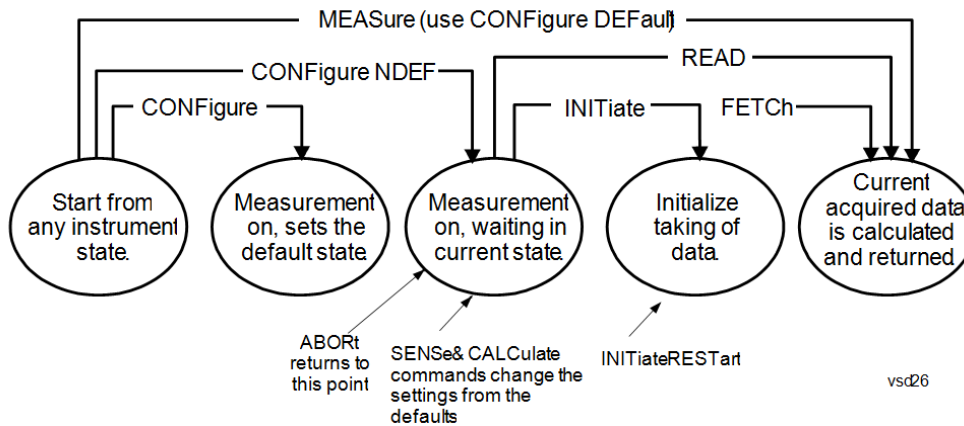 MEASure (use CONFigure DEFault)
READ
CONFigure NDEF
CONFigure
INITiate
FETCh
Start from
any instrument
state.
Measurement
on, sets the
default state.
Measurement
on, waiting in
current state.
Initialize
taking of
data.
Current
acquired data
is calculated
and returned.
ABORt
returns to
this point
SENSe& CALCulate
commands change the
settings from the
defaults
INITiateRESTart
vsd26